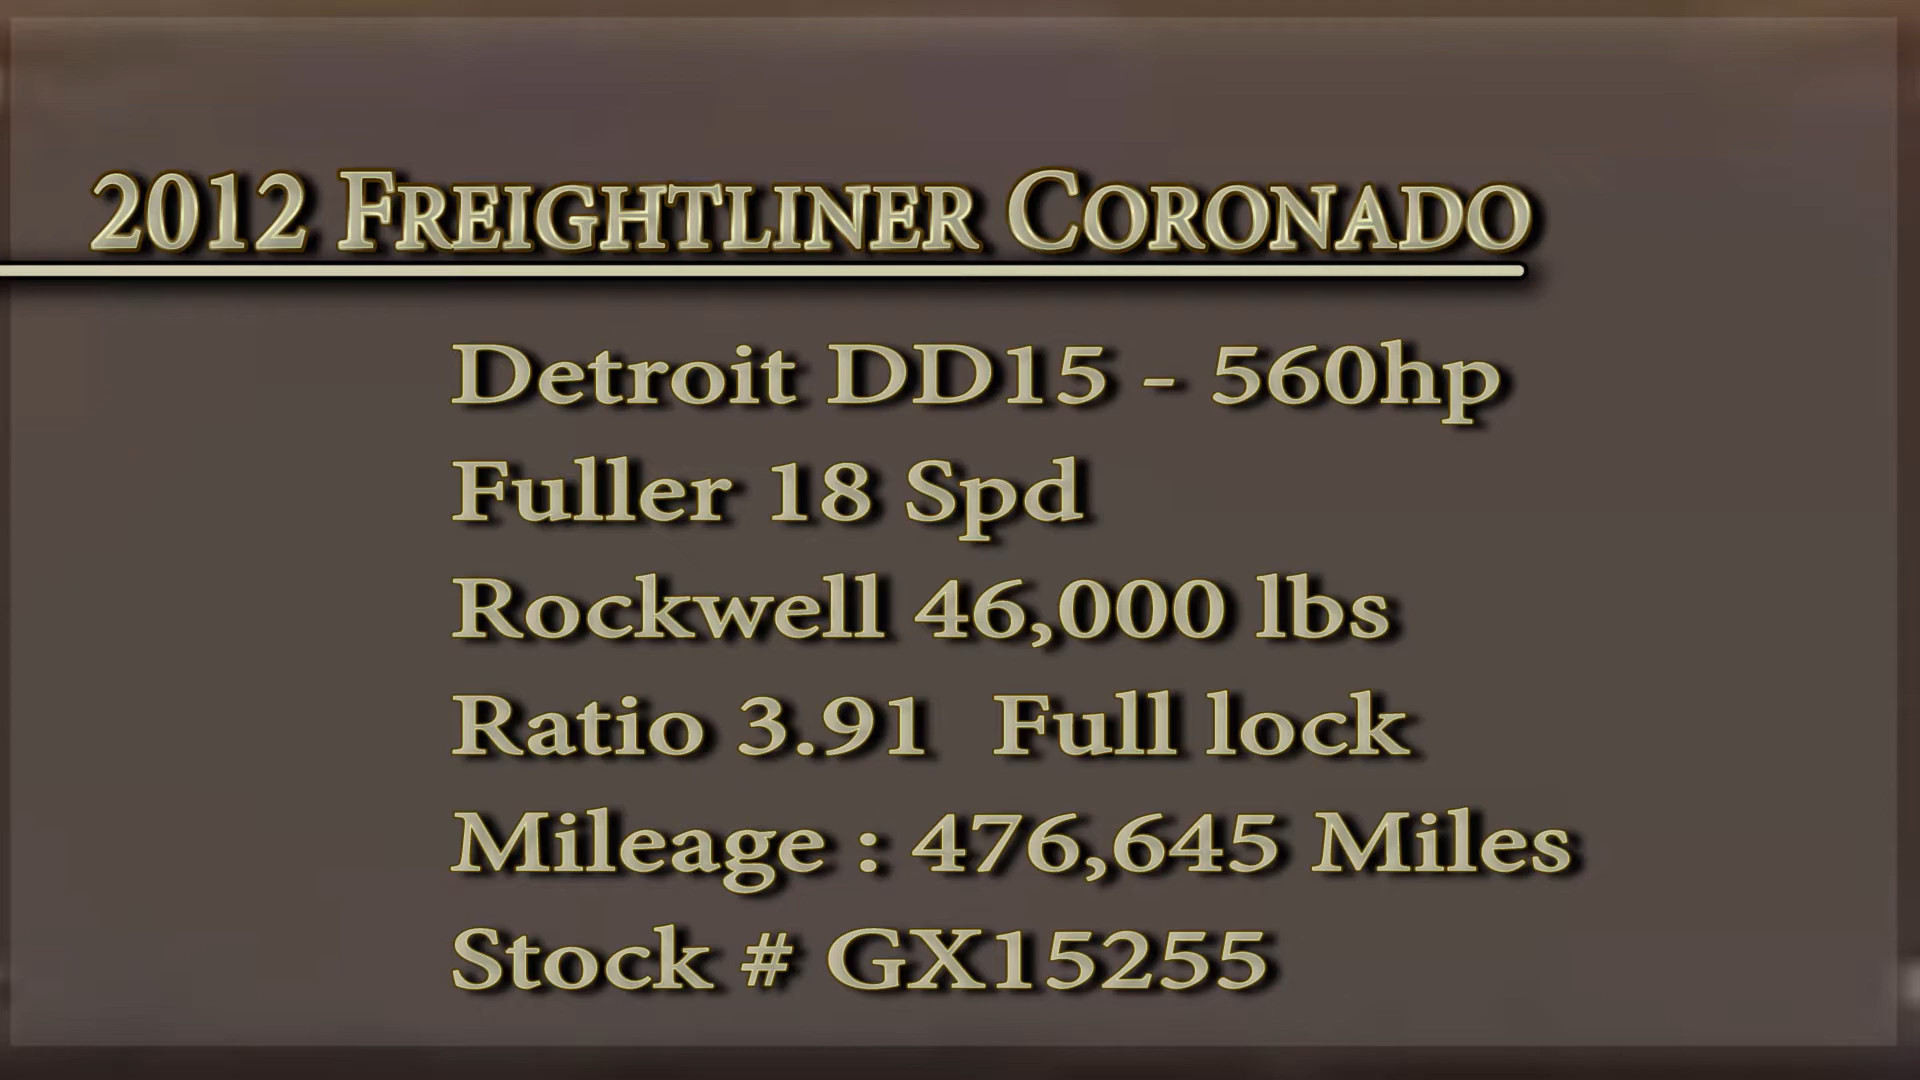 2012 Freightliner Coronado
Detroit DD15 - 560hp
Fuller 18 Spd
Rockwell 46,000 lbs
Ratio 3.91 Full lock
Mileage : 476,645 Miles
Stock # GX15255